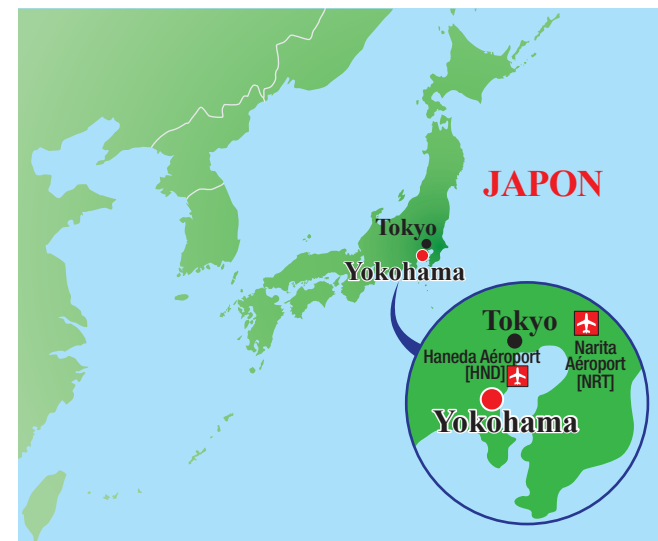 JAPON
Tokyo
Yokohama
Tokyo
Haneda Aéroport
[HND]
Narita
Aéroport
[NRT]
Yokohama